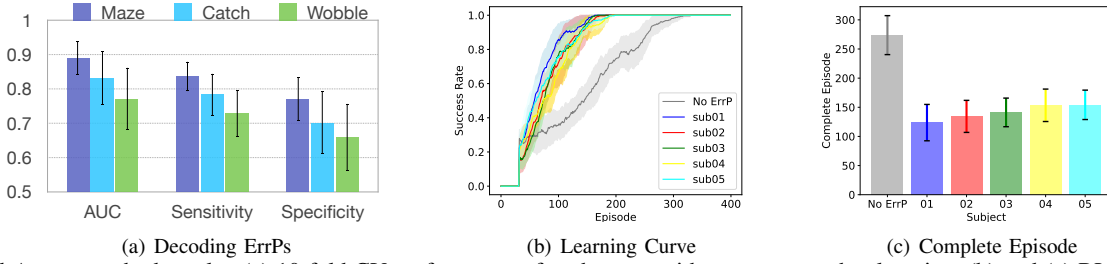 Maze Catch Wobble
1
0.9
0.8
0.7
0.6
0.5
AUC Sensitivity Specificity
(a) Decoding ErrPs
Success Rate
1.0
0.8
0.6
0.4
0.2
0.0
No ErrP
sub01
sub02
sub03
sub04
sub05
0 100 200 300 400
Episode
(b) Learning Curve
Complete Episode
300
250
200
150
100
50
0
No ErrP 01 02 03 04 05
Subject
(c) Complete Episode